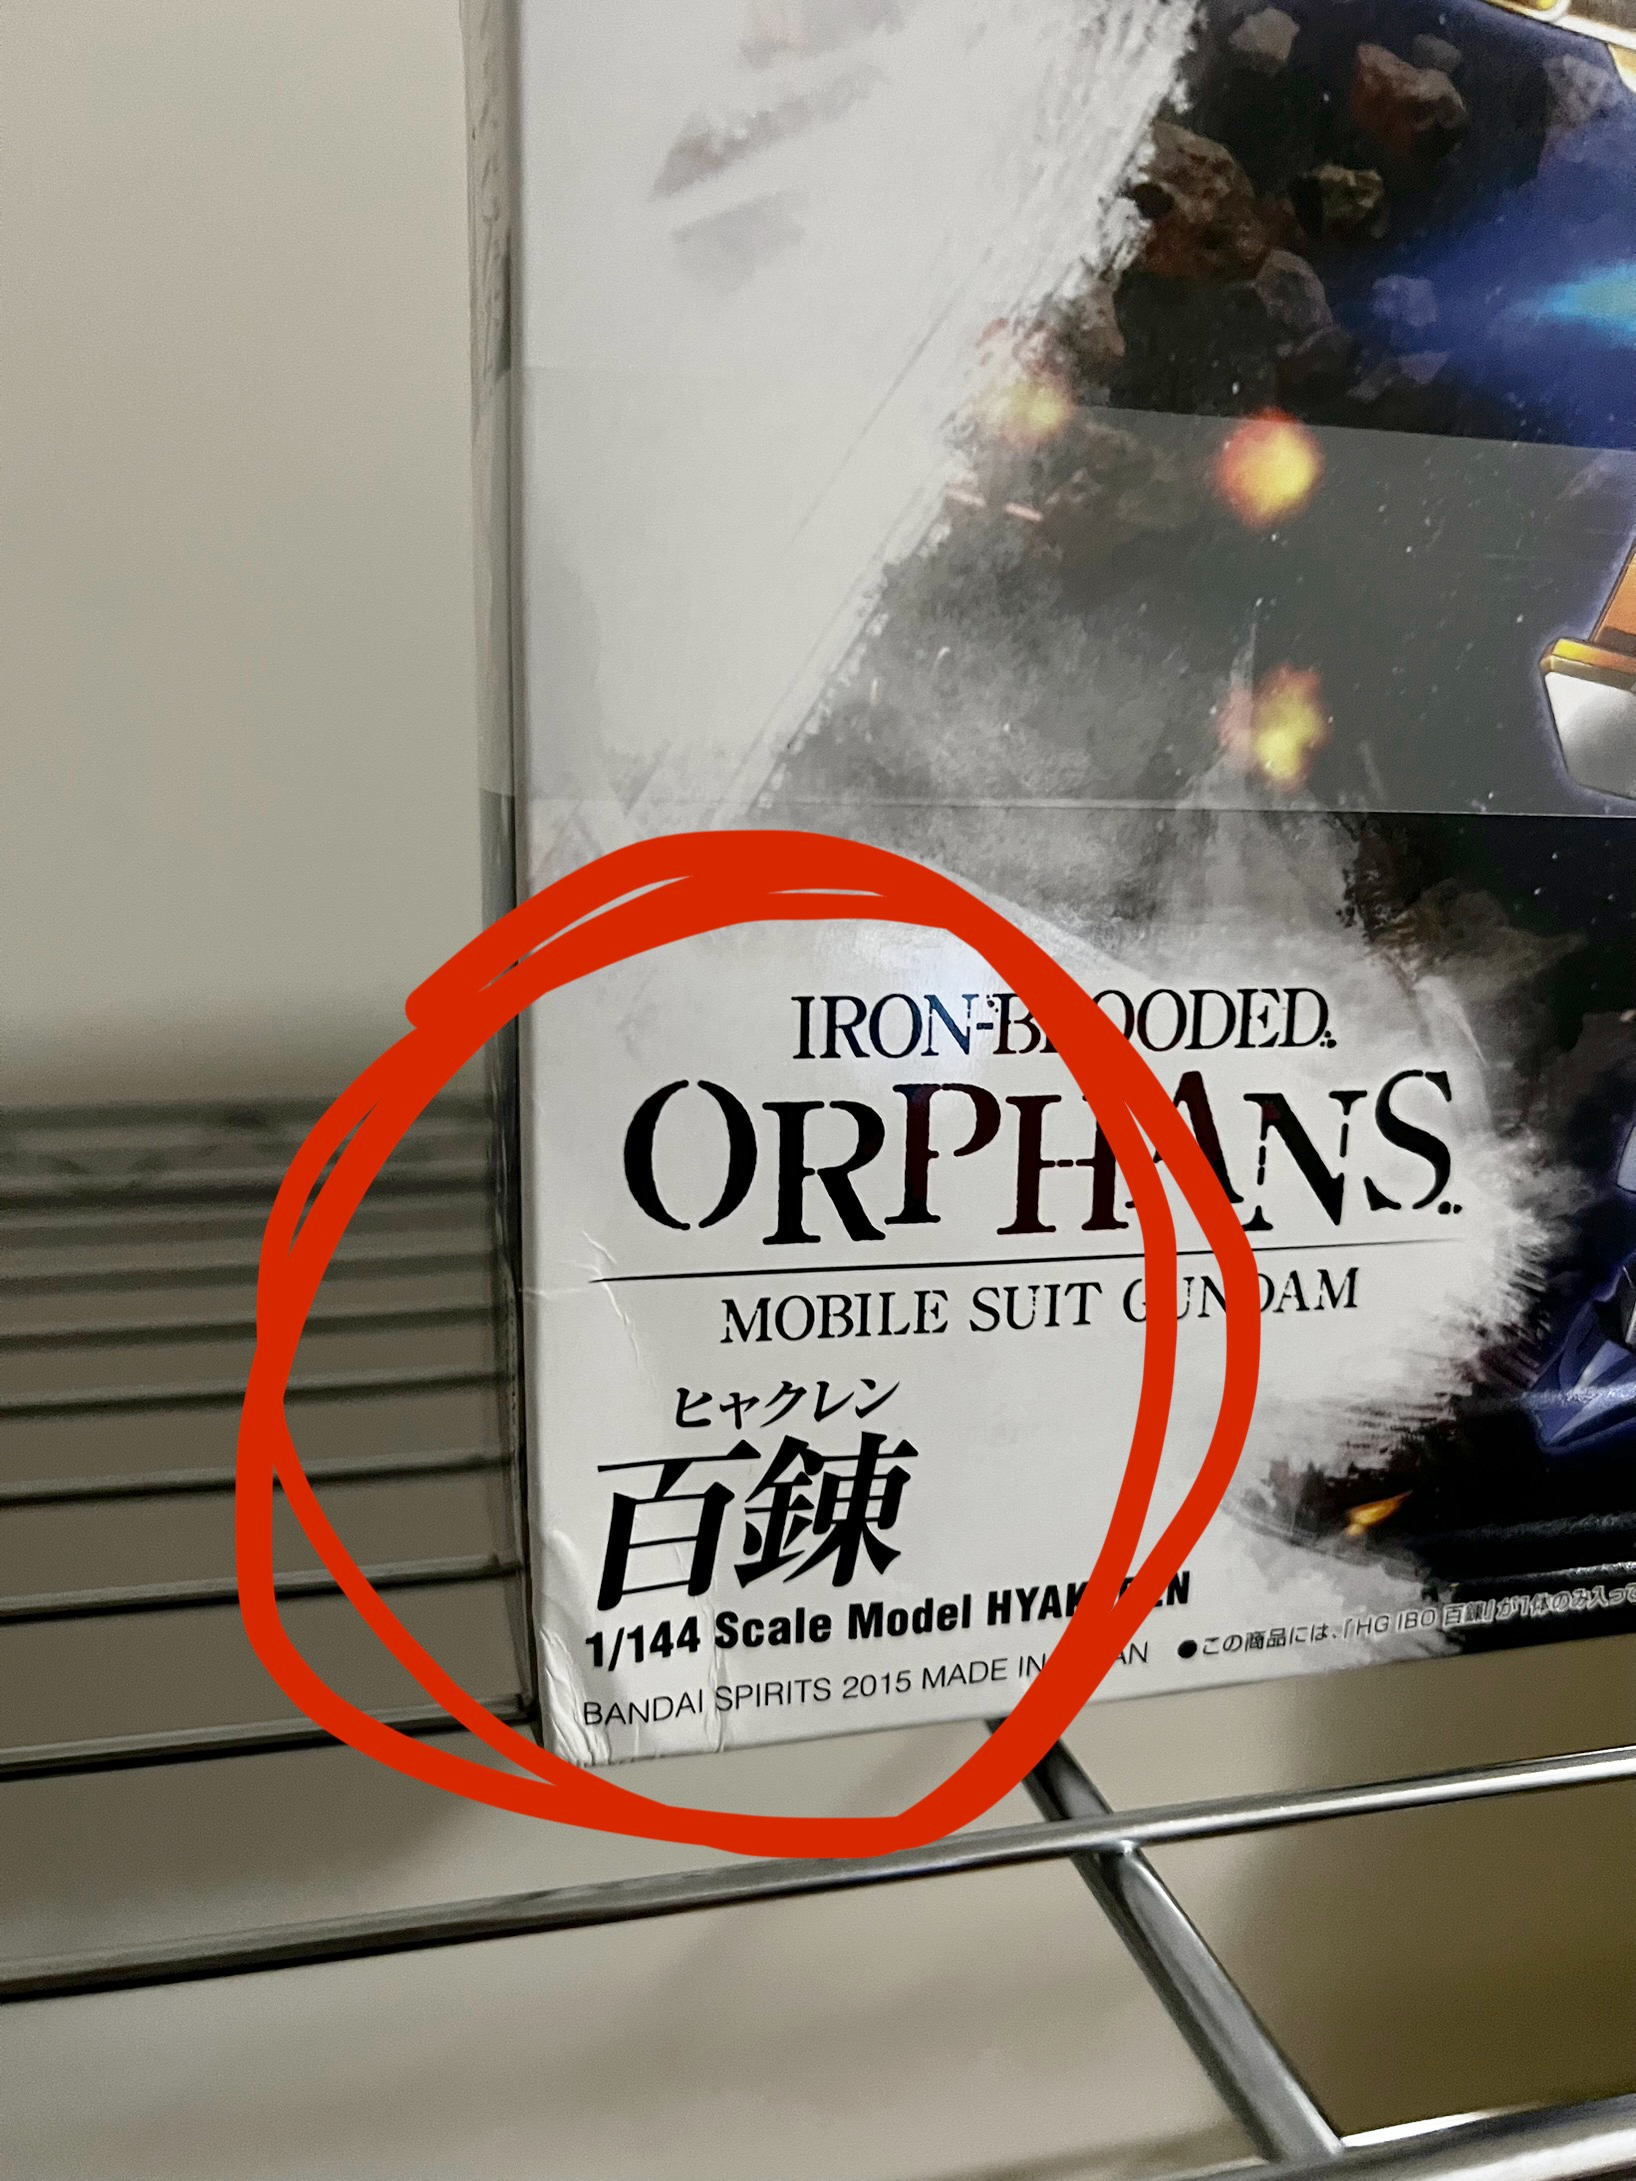 IRON-BLOODED
ORPHANS
MOBILE SUIT GUNDAM
ヒャクレン
百錬
1/144 Scale Model HYAKUREN
BANDAI SPIRITS 2015 MADE IN JAPAN
●この商品には、「HG IBO 百錬」が1体のみ入って